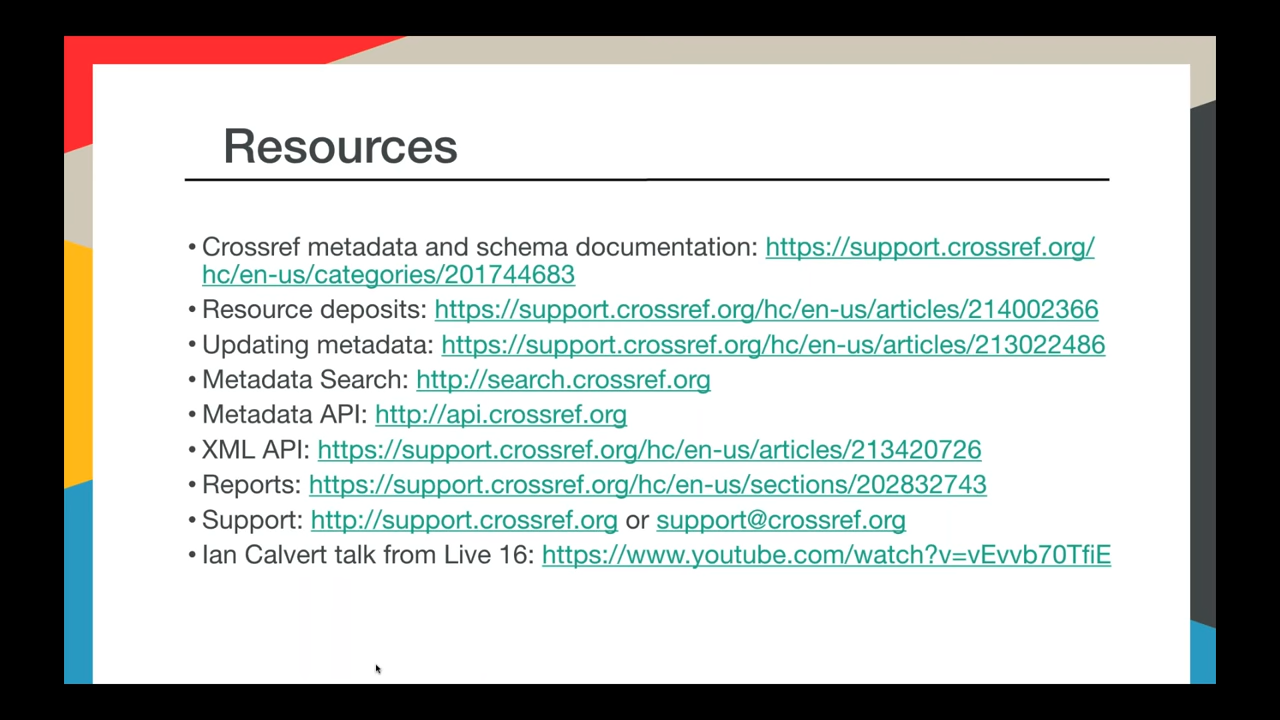 Resources
• Crossref metadata and schema documentation: https://support.crossref.org/
hc/en-us/categories/201744683
• Resource deposits: https://support.crossref.org/hc/en-us/articles/214002366
• Updating metadata: https://support.crossref.org/hc/en-us/articles/213022486
• Metadata Search: http://search.crossref.org
• Metadata API: http://api.crossref.org
• XML API: https://support.crossref.org/hc/en-us/articles/213420726
• Reports: https://support.crossref.org/hc/en-us/sections/202832743
• Support: http://support.crossref.org or support@crossref.org
• Ian Calvert talk from Live 16: https://www.youtube.com/watch?v=vEvvb70TfiE